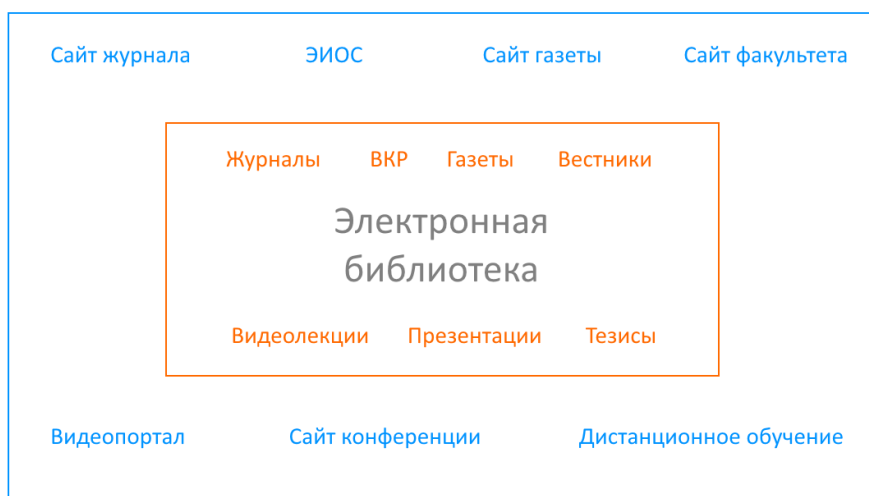 Сайт журнала ЭИОС Сайт газеты Сайт факультета
Журналы ВКР Газеты Вестники
Электронная
библиотека
Видеолекции Презентации Тезисы
Видеопортал Сайт конференции Дистанционное обучение